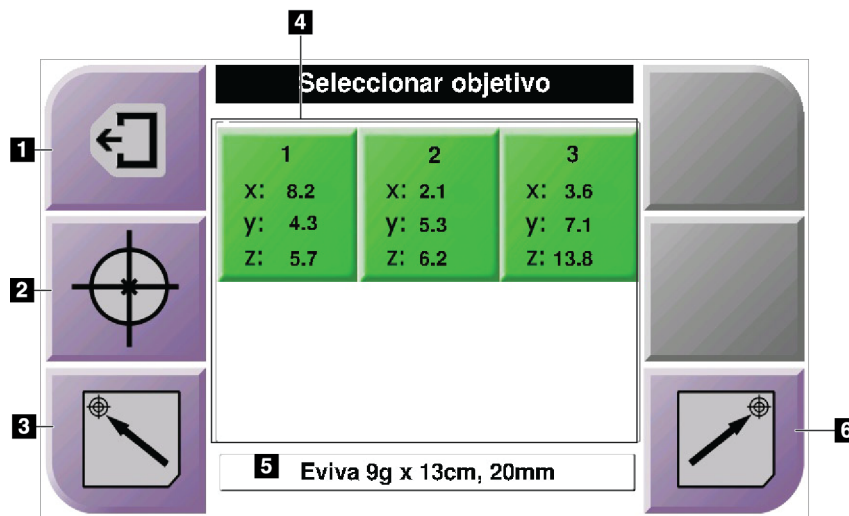 4
Seleccionar objetivo
1
1 2 3
x: 8.2 x: 2.1 x: 3.6
y: 4.3 y: 5.3 y: 7.1
z: 5.7 z: 6.2 z: 13.8
2
3
6
5 Eviva 9g x 13cm, 20mm